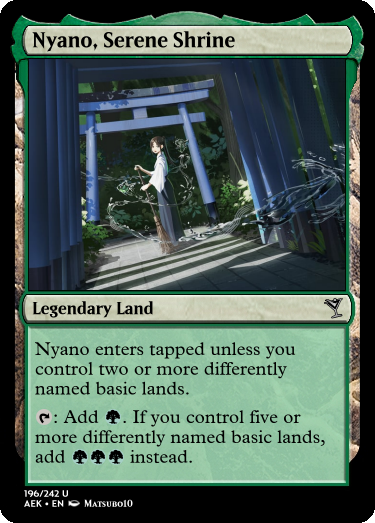 Nyano, Serene Shrine
Legendary Land
Nyano enters tapped unless you
control two or more differently
named basic lands.
: Add . If you control five or
more differently named basic lands,
add instead.
196/242 U
AEK • EN Matsubo10